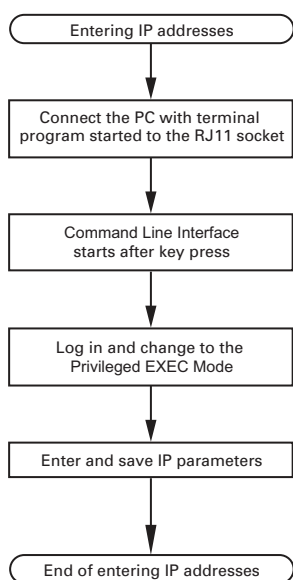 Entering IP addresses
Connect the PC with terminal
program started to the RJ11 socket
Command Line Interface
starts after key press
Log in and change to the
Privileged EXEC Mode
Enter and save IP parameters
End of entering IP addresses